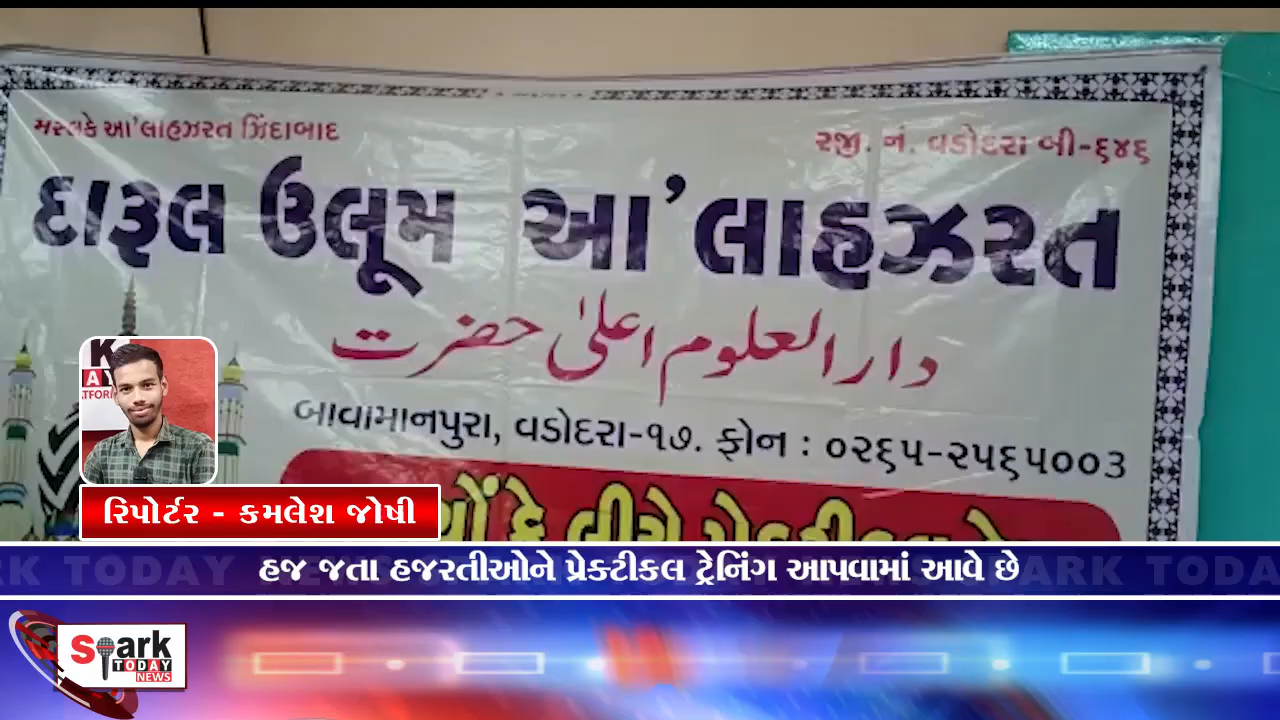 મસ્લકે આ'લાહઝરત ઝિંદાબાદ
રજી. નં. વડોદરા બી-૬૪૬
દારૂલ ઉલૂમ આ'લાહઝરત
دارالعلوم اعلیٰ حضرت
બાવામાનપુરા, વડોદરા-૧૭. ફોન : ૦૨૬૫-૨૫૬૫૦૦૩
રિપોર્ટર - કમલેશ જોષી
હજ જતા હજરતીઓને પ્રેક્ટીકલ ટ્રેનિંગ આપવામાં આવે છે
Spark
TODAY
NEWS